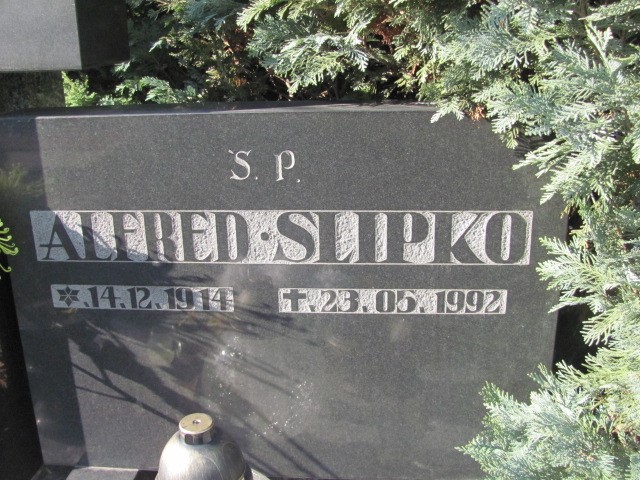 S. P.
ALFRED · SLIPKO
* 14.12.1914 ✝ 23.05.1992